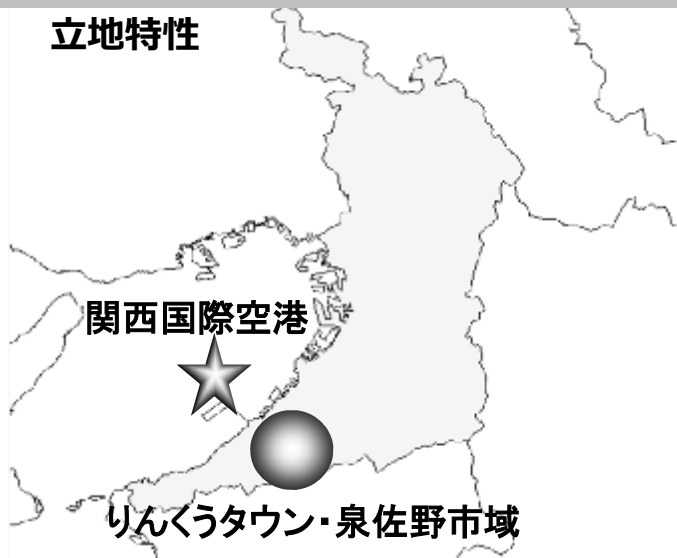 立地特性
関西国際空港
りんくうタウン・泉佐野市域